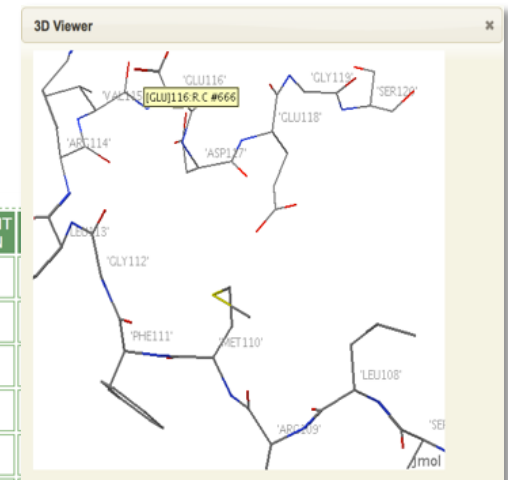 3D Viewer ×
'GLU116' 'GLY119'
'VAL115' [GLU]116:R.C #666 'SER120'
'GLU118'
'ARG114' 'ASP117'
'LEU113'
'GLY112'
'PHE111' 'MET110'
'LEU108'
'ARG109'
jmol